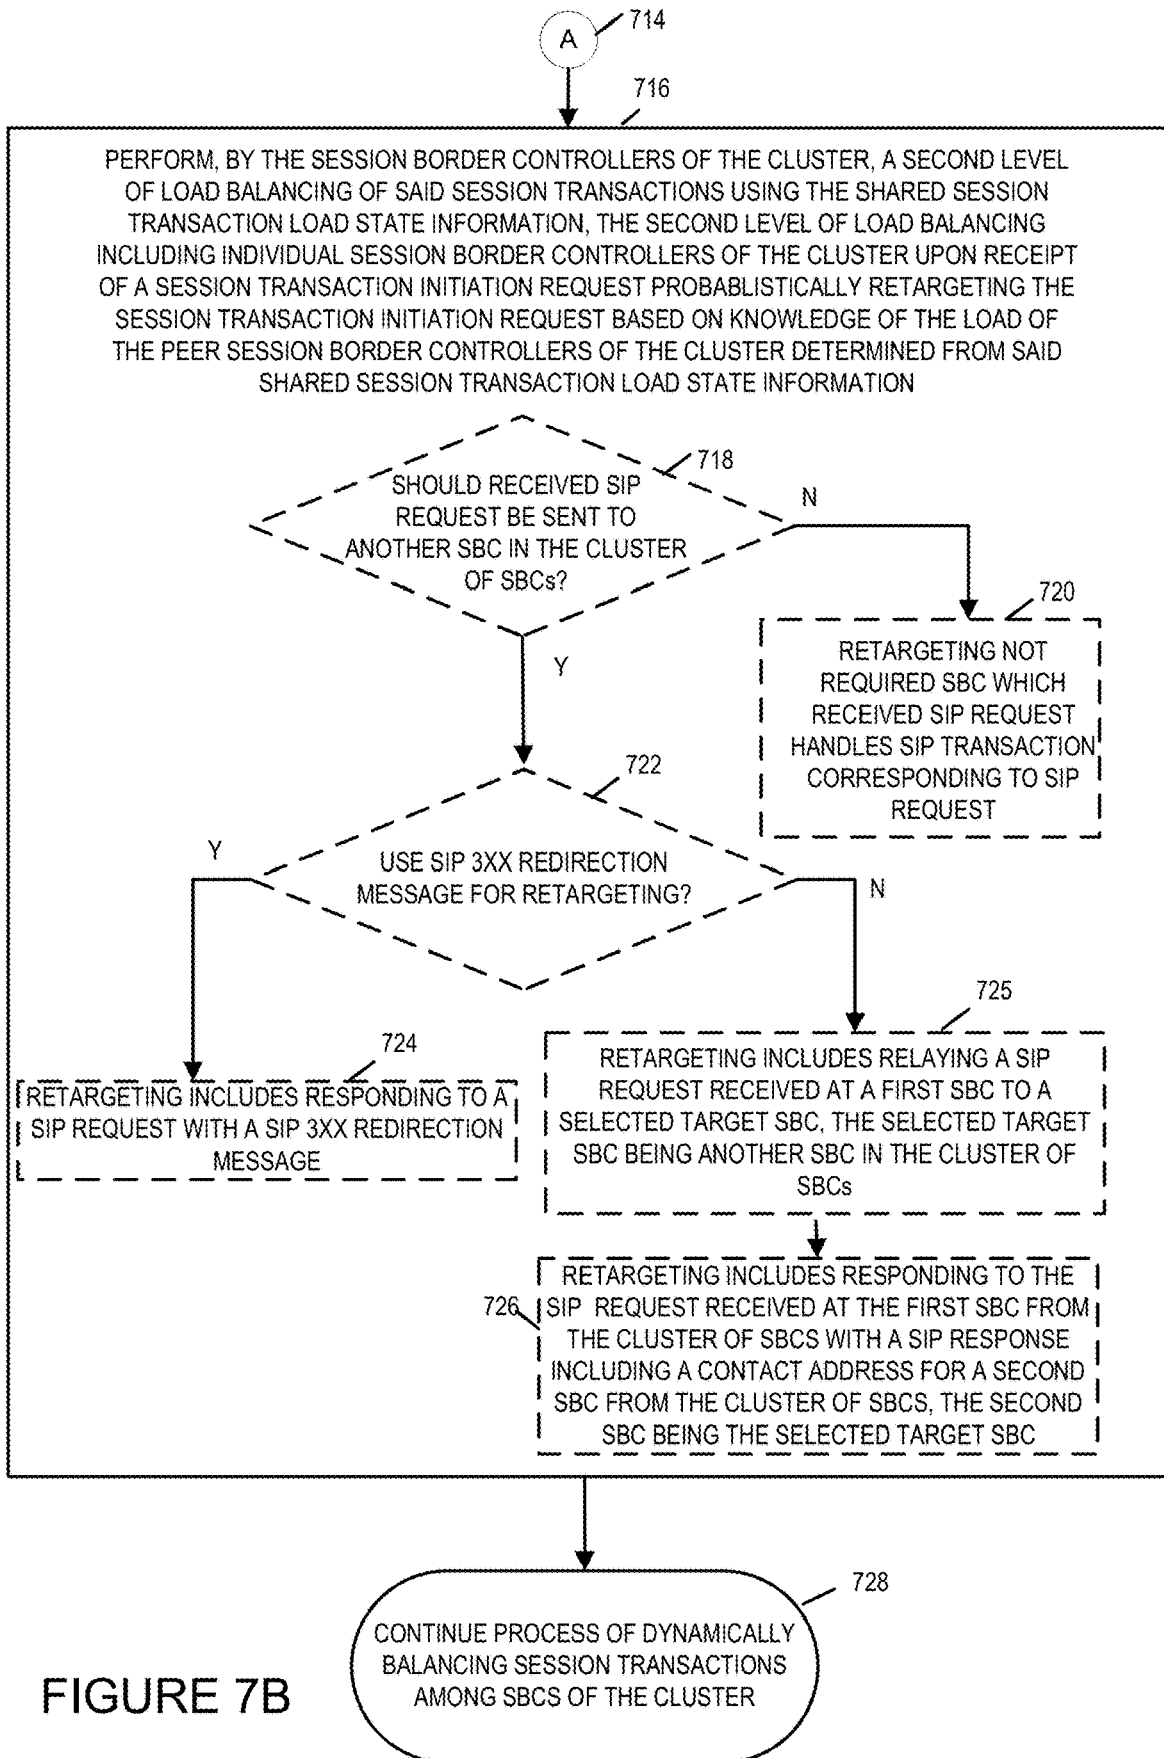 A
714
716
PERFORM, BY THE SESSION BORDER CONTROLLERS OF THE CLUSTER, A SECOND LEVEL
OF LOAD BALANCING OF SAID SESSION TRANSACTIONS USING THE SHARED SESSION
TRANSACTION LOAD STATE INFORMATION, THE SECOND LEVEL OF LOAD BALANCING
INCLUDING INDIVIDUAL SESSION BORDER CONTROLLERS OF THE CLUSTER UPON RECEIPT
OF A SESSION TRANSACTION INITIATION REQUEST PROBABLISTICALLY RETARGETING THE
SESSION TRANSACTION INITIATION REQUEST BASED ON KNOWLEDGE OF THE LOAD OF
THE PEER SESSION BORDER CONTROLLERS OF THE CLUSTER DETERMINED FROM SAID
SHARED SESSION TRANSACTION LOAD STATE INFORMATION
718
SHOULD RECEIVED SIP
REQUEST BE SENT TO
ANOTHER SBC IN THE CLUSTER
OF SBCs?
N
Y
720
RETARGETING NOT
REQUIRED SBC WHICH
RECEIVED SIP REQUEST
HANDLES SIP TRANSACTION
CORRESPONDING TO SIP
REQUEST
722
USE SIP 3XX REDIRECTION
MESSAGE FOR RETARGETING?
Y
N
724
RETARGETING INCLUDES RESPONDING TO A
SIP REQUEST WITH A SIP 3XX REDIRECTION
MESSAGE
725
RETARGETING INCLUDES RELAYING A SIP
REQUEST RECEIVED AT A FIRST SBC TO A
SELECTED TARGET SBC, THE SELECTED TARGET
SBC BEING ANOTHER SBC IN THE CLUSTER OF
SBCs
726
RETARGETING INCLUDES RESPONDING TO THE
SIP REQUEST RECEIVED AT THE FIRST SBC FROM
THE CLUSTER OF SBCS WITH A SIP RESPONSE
INCLUDING A CONTACT ADDRESS FOR A SECOND
SBC FROM THE CLUSTER OF SBCS, THE SECOND
SBC BEING THE SELECTED TARGET SBC
728
CONTINUE PROCESS OF DYNAMICALLY
BALANCING SESSION TRANSACTIONS
AMONG SBCS OF THE CLUSTER
FIGURE 7B